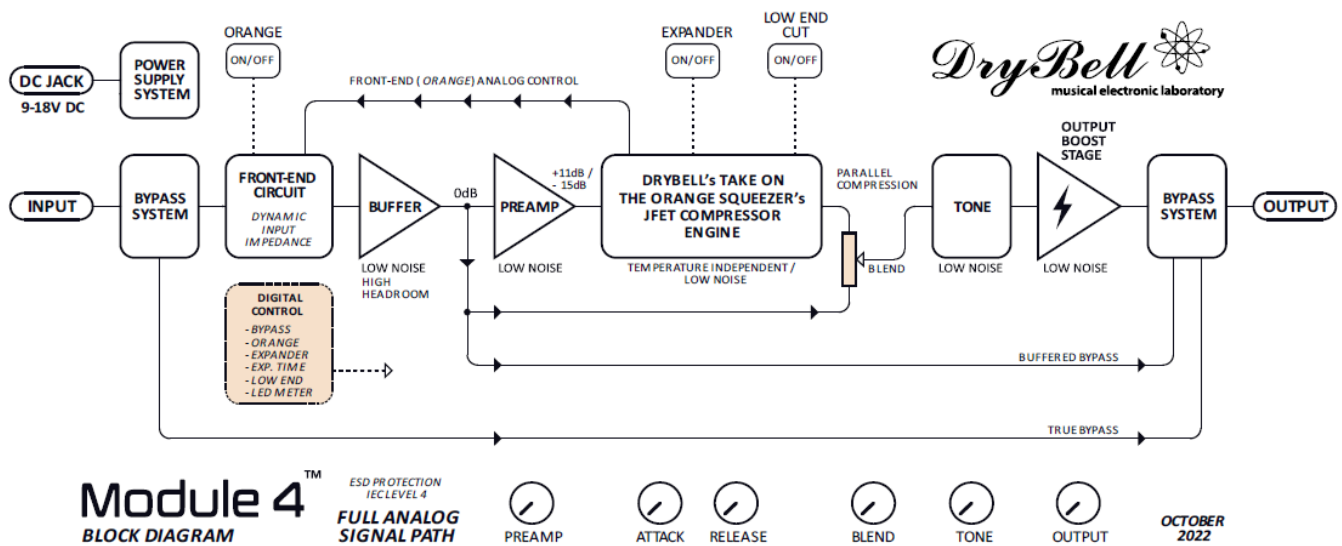 ORANGE
ON/OFF
EXPANDER
ON/OFF
LOW END
CUT
ON/OFF
DryBell
musical electronic laboratory
DC JACK
9-18V DC
POWER
SUPPLY
SYSTEM
FRONT-END ( ORANGE) ANALOG CONTROL
INPUT
BYPASS
SYSTEM
FRONT-END
CIRCUIT
DYNAMIC
INPUT
IMPEDANCE
BUFFER
LOW NOISE
HIGH
HEADROOM
0dB
PREAMP
LOW NOISE
+11dB /
- 15dB
DRYBELL's TAKE ON
THE ORANGE SQUEEZER's
JFET COMPRESSOR
ENGINE
TEMPERATURE INDEPENDENT /
LOW NOISE
PARALLEL
COMPRESSION
BLEND
TONE
LOW NOISE
OUTPUT
BOOST
STAGE
LOW NOISE
BYPASS
SYSTEM
OUTPUT
DIGITAL
CONTROL
- BYPASS
- ORANGE
- EXPANDER
- EXP. TIME
- LOW END
- LED METER
BUFFERED BYPASS
TRUE BYPASS
Module 4™
BLOCK DIAGRAM
ESD PROTECTION
IEC LEVEL 4
FULL ANALOG
SIGNAL PATH
PREAMP
ATTACK
RELEASE
BLEND
TONE
OUTPUT
OCTOBER
2022